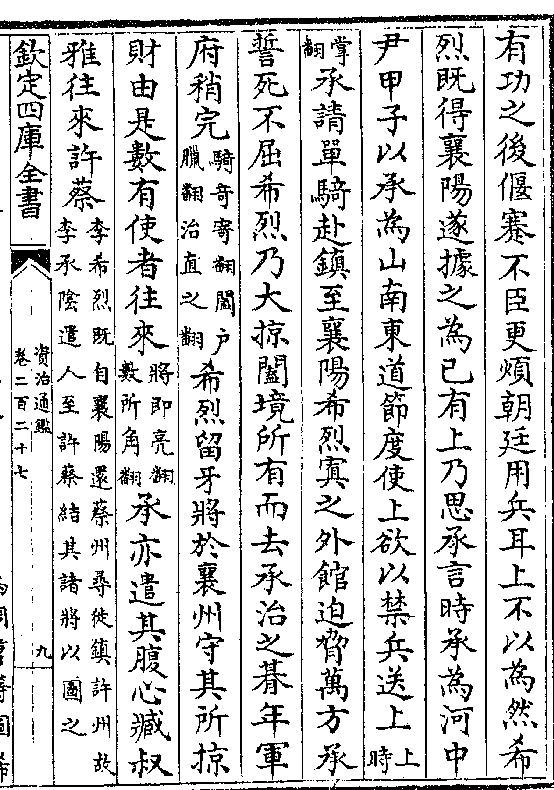 有功之後偃蹇不臣更煩朝廷用兵耳上不以為然希
烈既得襄陽遂據之為已有上乃思承言時承為河中
尹甲子以承為山南東道節度使上欲以禁兵送上上時
掌翻承請單騎赴鎮至襄陽希烈寘之外館迫脅萬方承
誓死不屈希烈乃大掠闔境所有而去承治之朞年軍
府稍完騎奇寄翻闔户臘翻治直之翻希烈留牙將於襄州守其所掠
財由是數有使者往來將即亮翻數所角翻承亦遣其腹心臧叔
雅往來許蔡李希烈既自襄陽還蔡州尋徙鎮許州故李承陰遣人至許蔡結其諸將以圖之
欽定四庫全書
資治通鑑
卷二百二十七
九